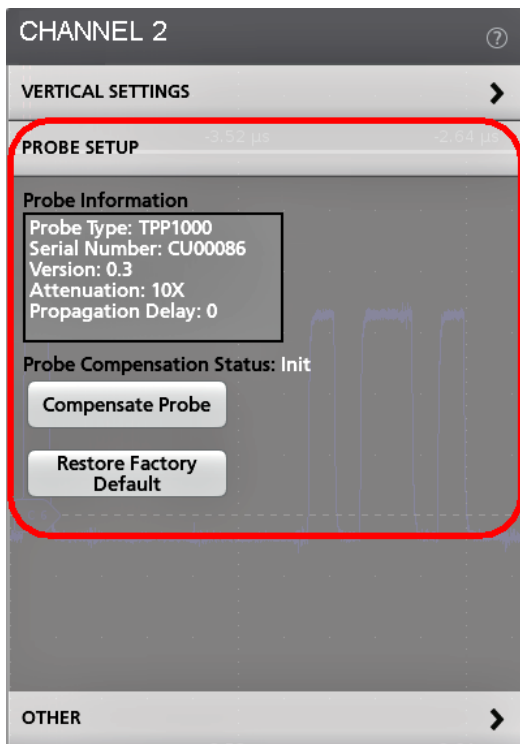 CHANNEL 2
?
VERTICAL SETTINGS
-3.52 µs
-2.64 µs
PROBE SETUP
Probe Information
Probe Type: TPP1000
Serial Number: CU00086
Version: 0.3
Attenuation: 10X
Propagation Delay: 0
Probe Compensation Status: Init
Compensate Probe
Restore Factory
Default
OTHER